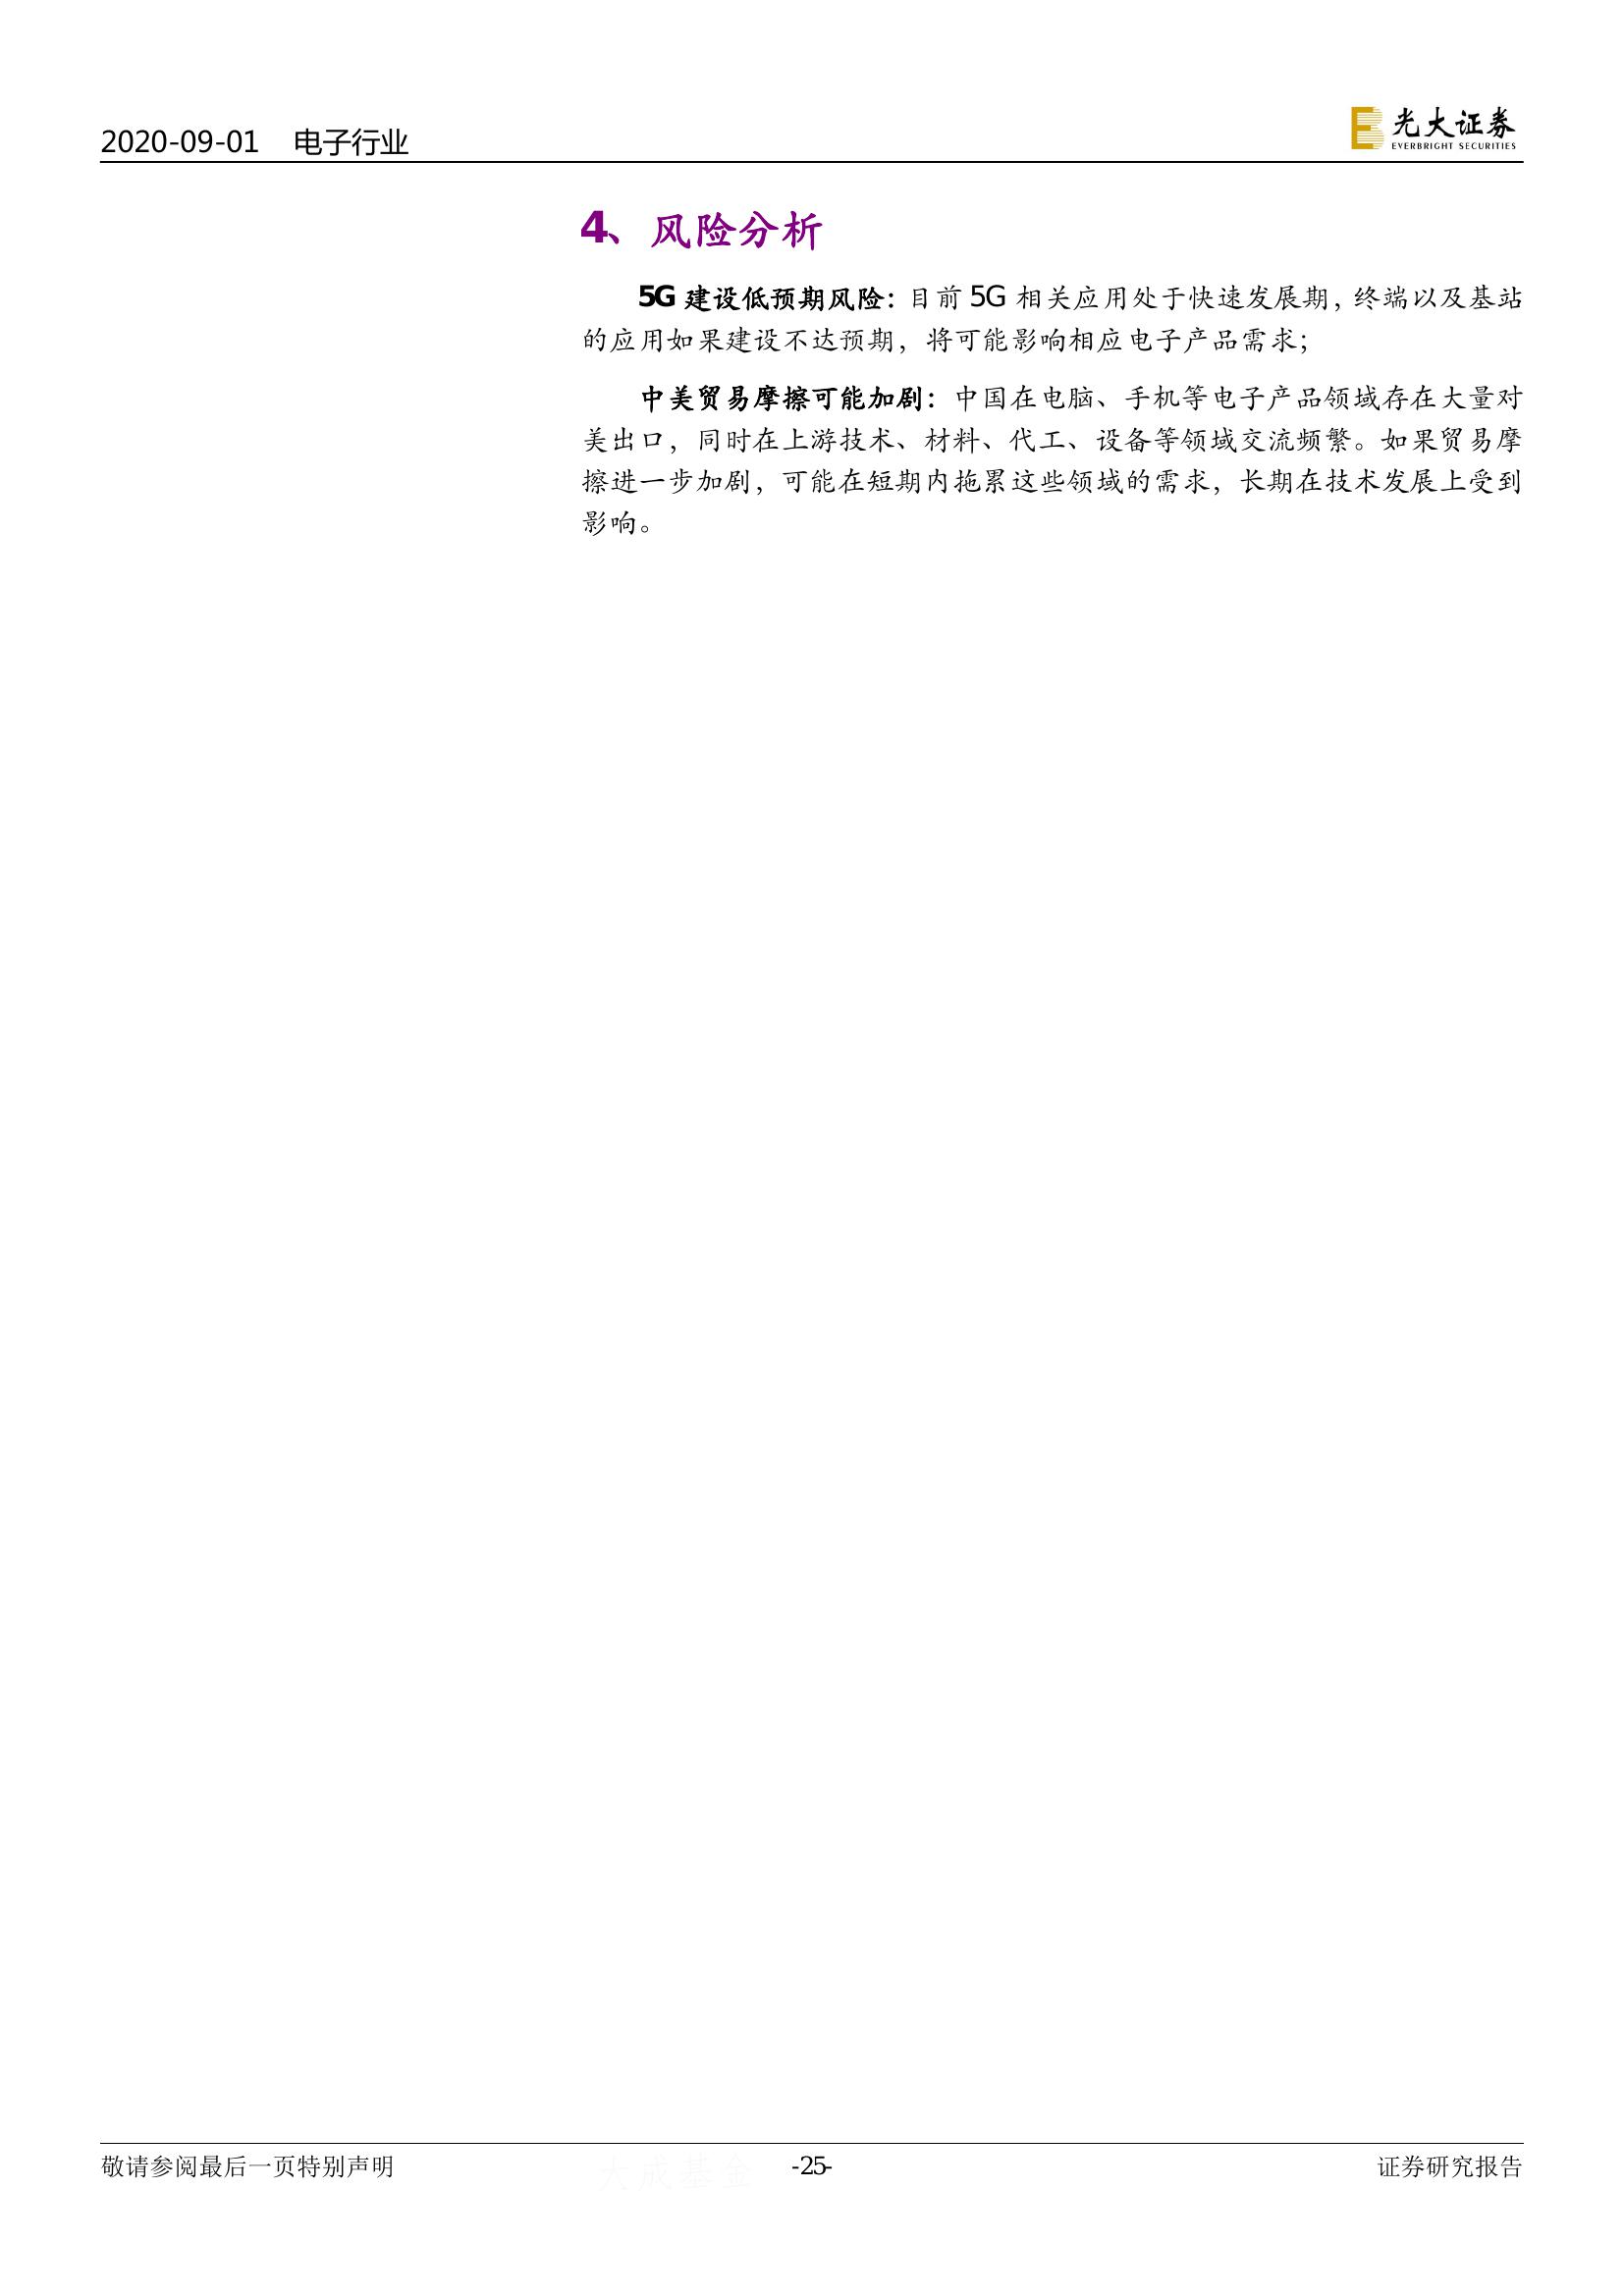 2020-09-01 电子行业
光大证券
EVERBRIGHT SECURITIES
4、风险分析
5G 建设低预期风险：目前 5G 相关应用处于快速发展期，终端以及基站
的应用如果建设不达预期，将可能影响相应电子产品需求；
中美贸易摩擦可能加剧：中国在电脑、手机等电子产品领域存在大量对
美出口，同时在上游技术、材料、代工、设备等领域交流频繁。如果贸易摩
擦进一步加剧，可能在短期内拖累这些领域的需求，长期在技术发展上受到
影响。
敬请参阅最后一页特别声明
大成基金
-25-
证券研究报告